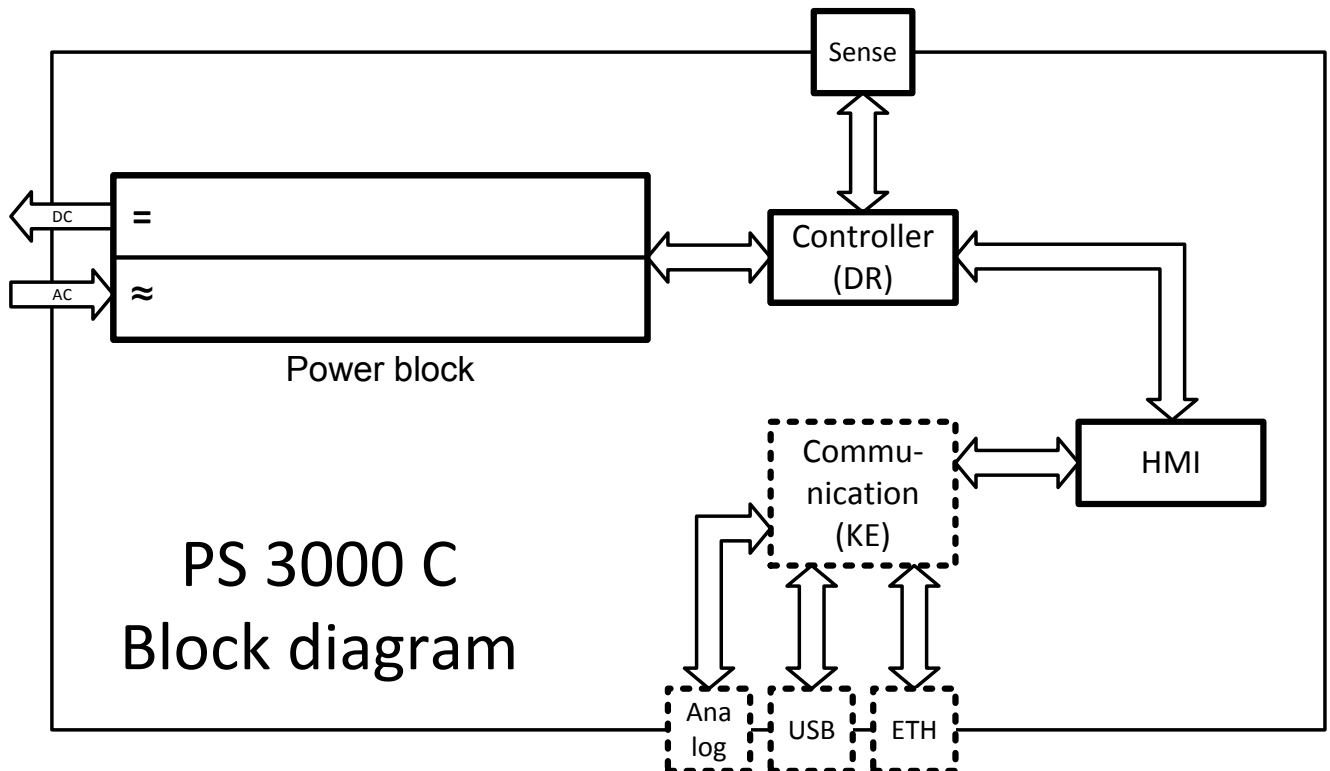 Sense
DC
=
AC
≈
Power block
Controller
(DR)
Commu-
nication
(KE)
HMI
PS 3000 C
Block diagram
Ana
log
USB
ETH